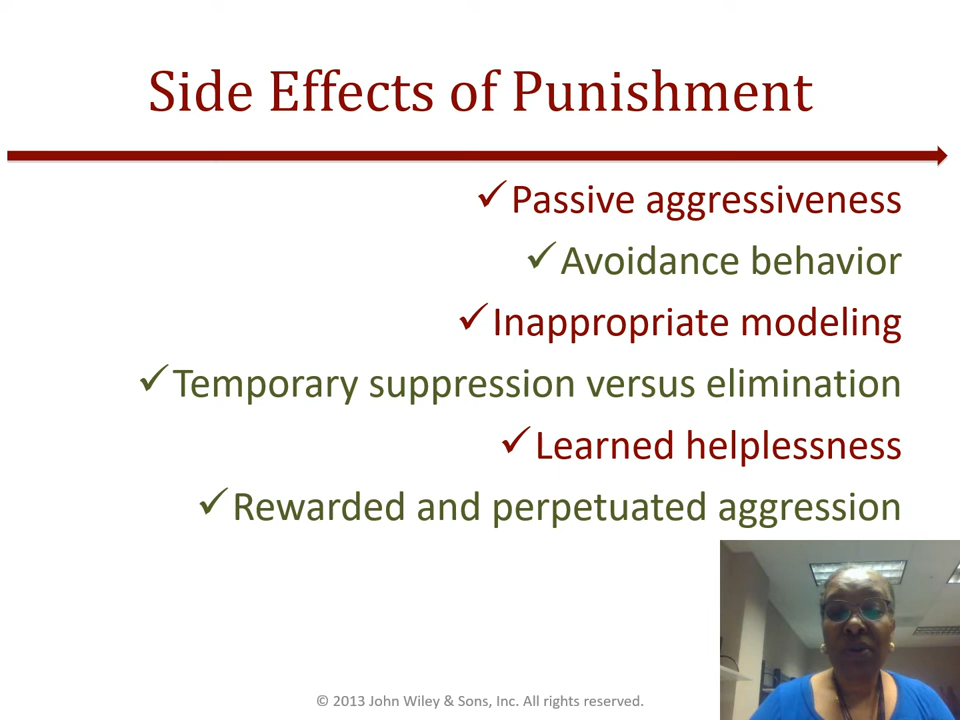 Side Effects of Punishment
✓Passive aggressiveness
✓Avoidance behavior
✓Inappropriate modeling
✓Temporary suppression versus elimination
✓Learned helplessness
✓Rewarded and perpetuated aggression
© 2013 John Wiley & Sons, Inc. All rights reserved.